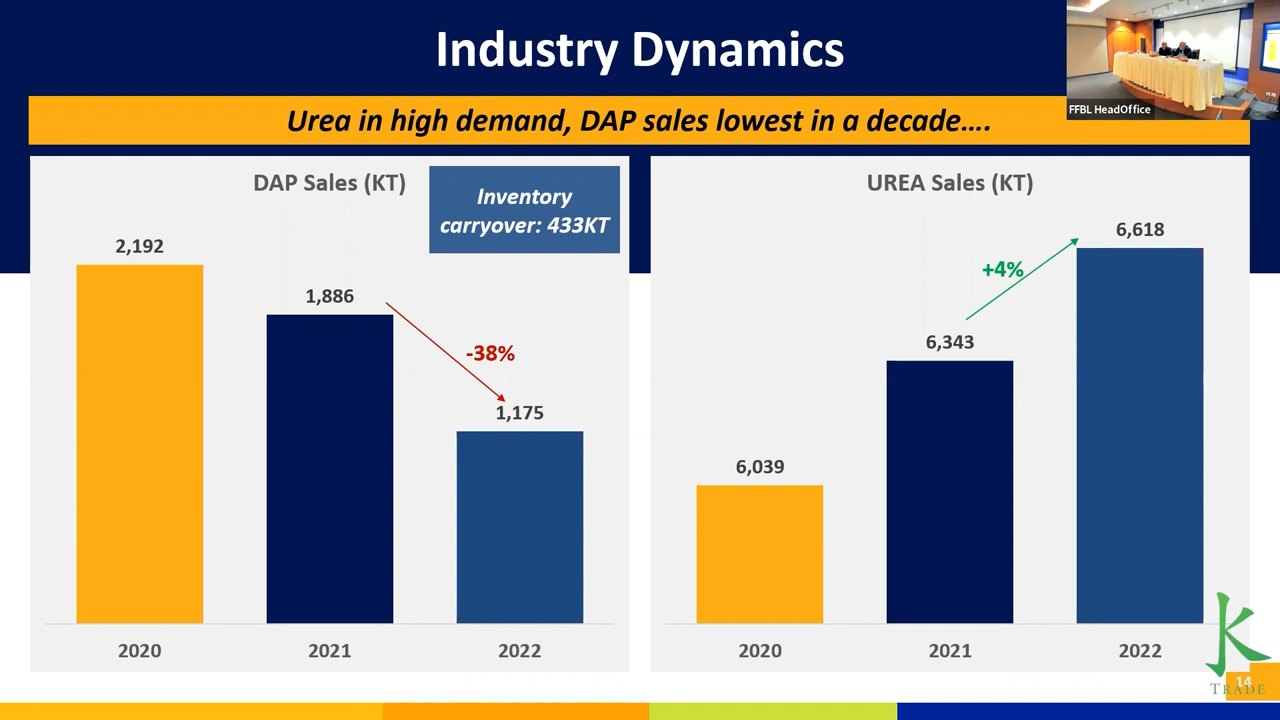 Industry Dynamics
FFBL HeadOffice
Urea in high demand, DAP sales lowest in a decade....
DAP Sales (KT)
Inventory
carryover: 433KT
2,192
1,886
-38%
1,175
2020
2021
2022
UREA Sales (KT)
6,618
+4%
6,343
6,039
2020
2021
2022
K
TRADE
14